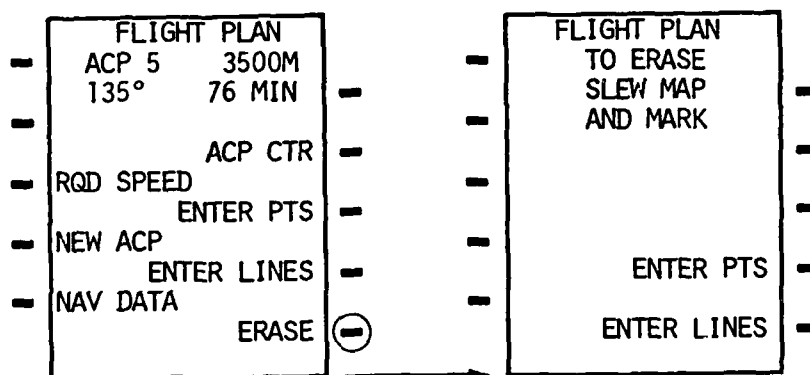 FLIGHT PLAN
ACP 5 3500M
135° 76 MIN
ACP CTR
RQD SPEED
ENTER PTS
NEW ACP
ENTER LINES
NAV DATA
ERASE
FLIGHT PLAN
TO ERASE
SLEW MAP
AND MARK
ENTER PTS
ENTER LINES